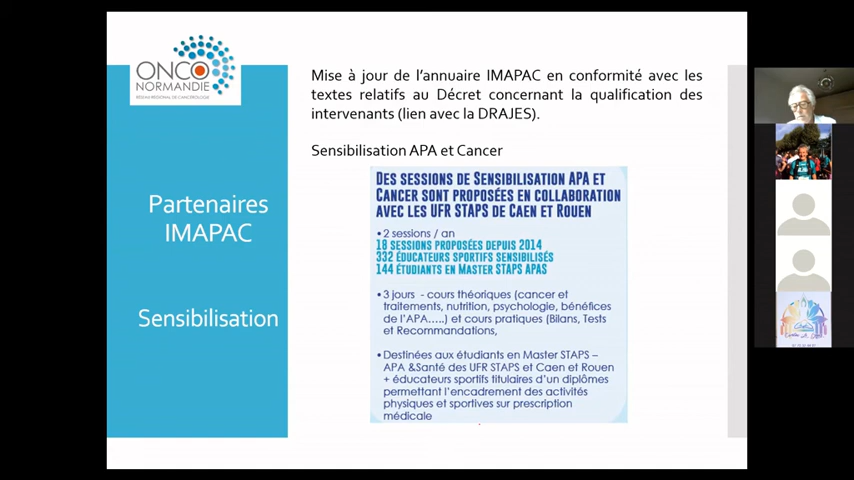 ONCO
NORMANDIE
RÉSEAU RÉGIONAL DE CANCÉROLOGIE
Partenaires
IMAPAC
Sensibilisation
Mise à jour de l'annuaire IMAPAC en conformité avec les
textes relatifs au Décret concernant la qualification des
intervenants (lien avec la DRAJES).
Sensibilisation APA et Cancer
DES SESSIONS DE SENSIBILISATION APA ET
CANCER SONT PROPOSÉES EN COLLABORATION
AVEC LES UFR STAPS DE CAEN ET ROUEN
•2 sessions / an
18 SESSIONS PROPOSÉES DEPUIS 2014
332 ÉDUCATEURS SPORTIFS SENSIBILISÉS
144 ÉTUDIANTS EN MASTER STAPS APAS
•3 jours - cours théoriques (cancer et
traitements, nutrition, psychologie, bénéfices
de l'APA.....) et cours pratiques (Bilans, Tests
et Recommandations,
•Destinées aux étudiants en Master STAPS –
APA &Santé des UFR STAPS et Caen et Rouen
+ éducateurs sportifs titulaires d'un diplômes
permettant l'encadrement des activités
physiques et sportives sur prescription
médicale